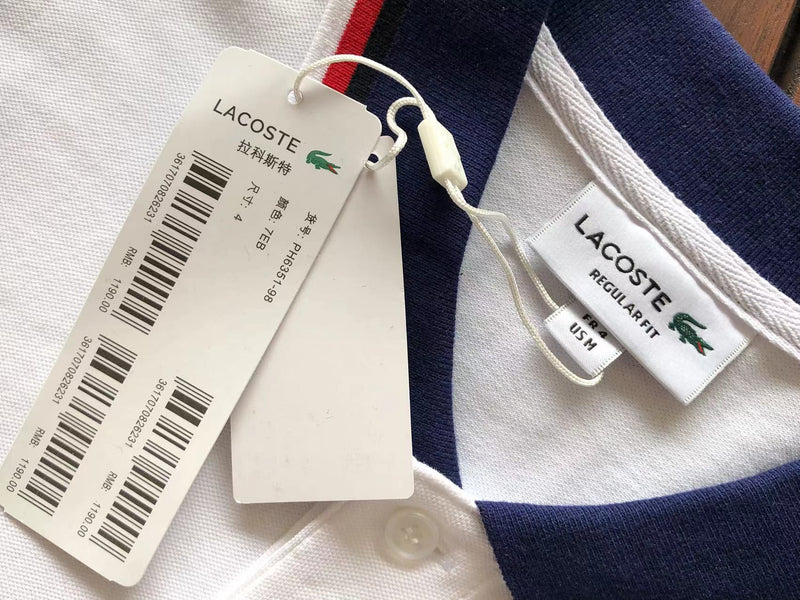 LACOSTE
拉科斯特
货号: PH6351-98
颜色: 7EB
尺寸: 4
3617070826231
RMB:
1190.00
3617070826231
RMB:
1190.00
3617070826231
RMB:
1190.00
LACOSTE
REGULAR FIT
FR 4
US M